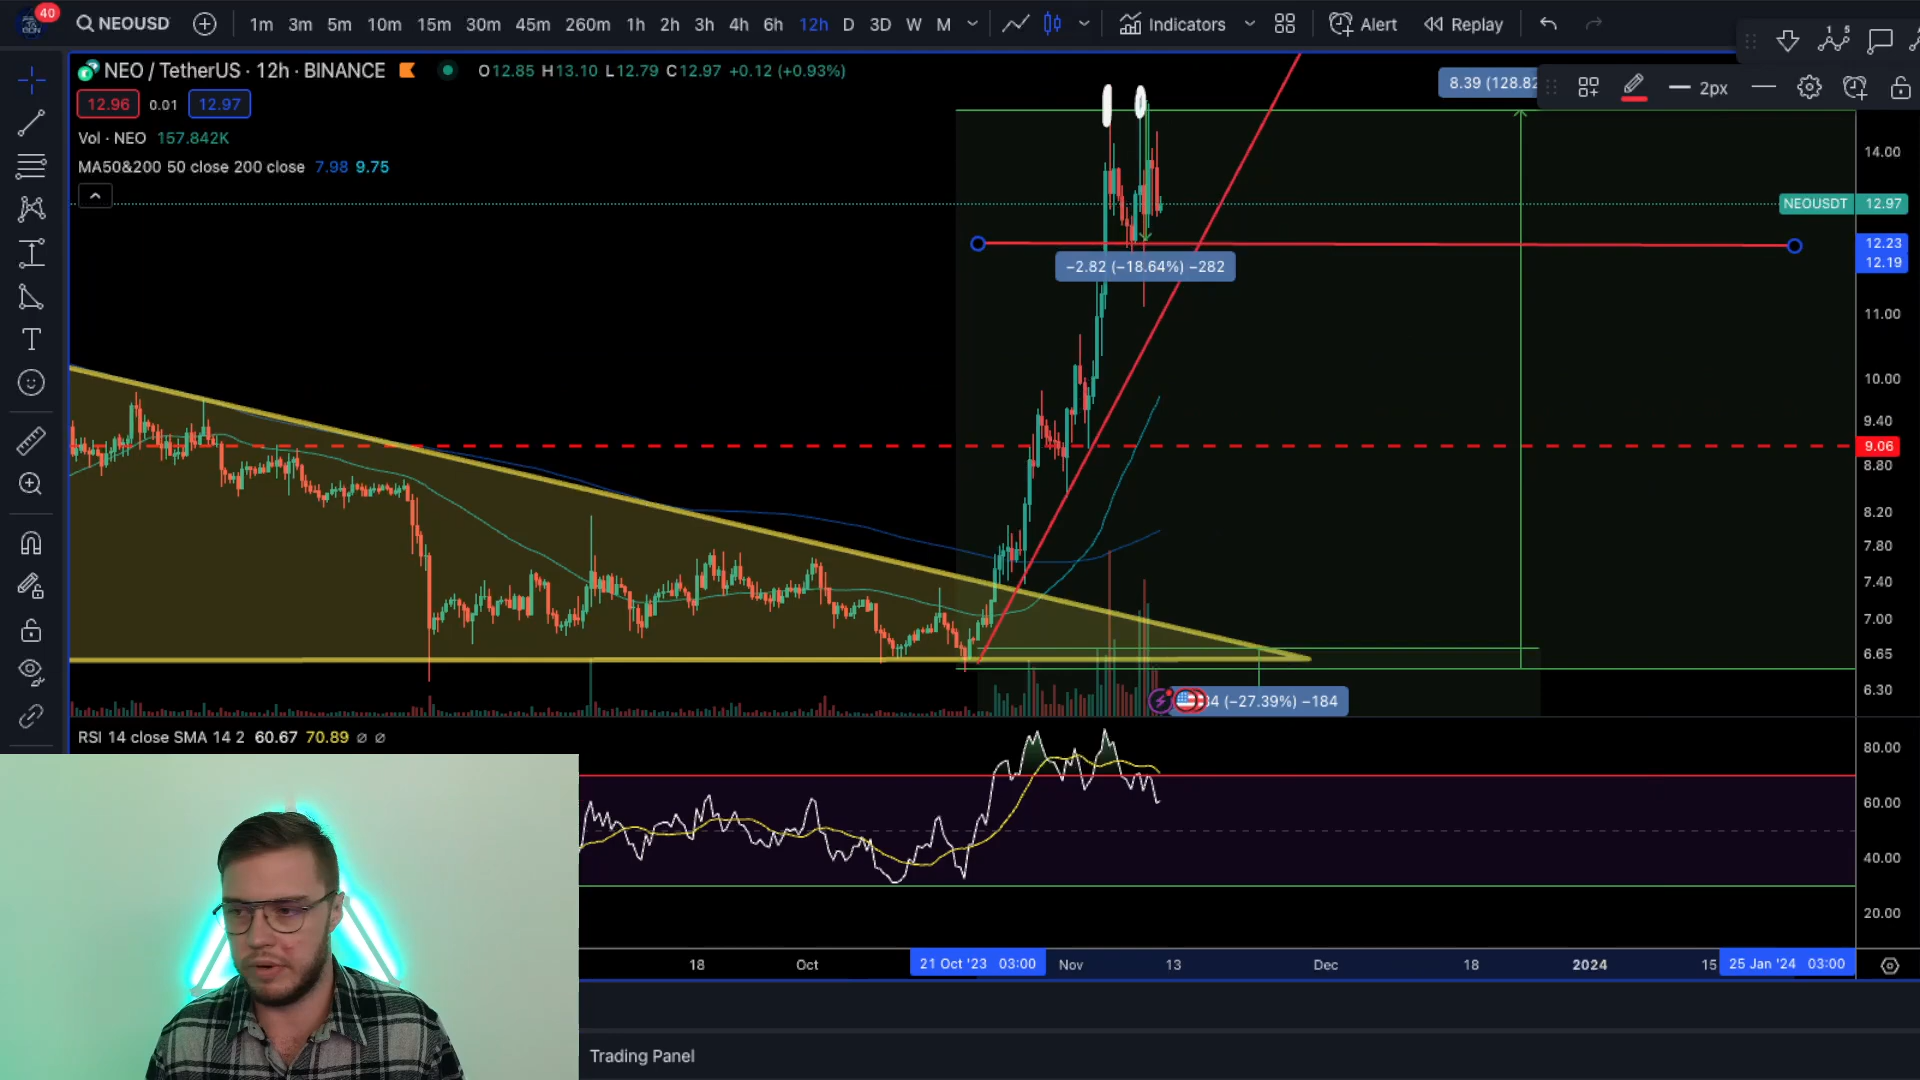 40
NEOUSD
1m 3m 5m 10m 15m 30m 45m 260m 1h 2h 3h 4h 6h 12h D 3D W M
Indicators
Alert
Replay
1 5
NEO / TetherUS · 12h · BINANCE
O12.85 H13.10 L12.79 C12.97 +0.12 (+0.93%)
12.96 0.01 12.97
8.39 (128.82
2px
Vol · NEO 157.842K
MA50&200 50 close 200 close 7.98 9.75
14.00
NEOUSDT 12.97
12.23
12.19
−2.82 (−18.64%) −282
11.00
10.00
9.40
9.06
8.80
8.20
7.80
7.40
7.00
6.65
6.30
34 (−27.39%) −184
RSI 14 close SMA 14 2 60.67 70.89 ∅ ∅
80.00
60.00
40.00
20.00
18 Oct 21 Oct '23 03:00 Nov 13 Dec 18 2024 15 25 Jan '24 03:00
Trading Panel